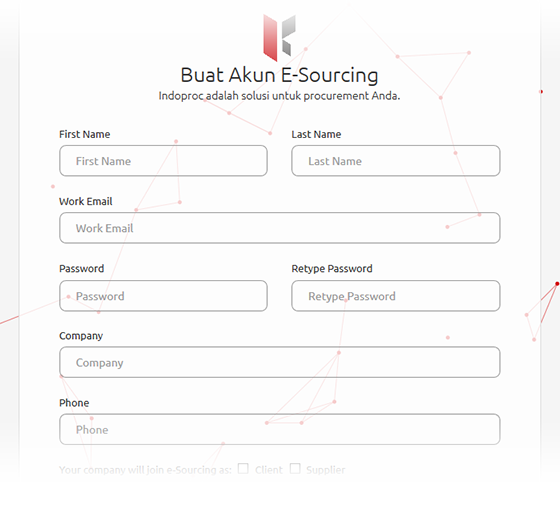 Buat Akun E-Sourcing
Indoproc adalah solusi untuk procurement Anda.
First Name Last Name
First Name Last Name
Work Email
Work Email
Password Retype Password
Password Retype Password
Company
Company
Phone
Phone
Your company will join e-Sourcing as: Client Supplier